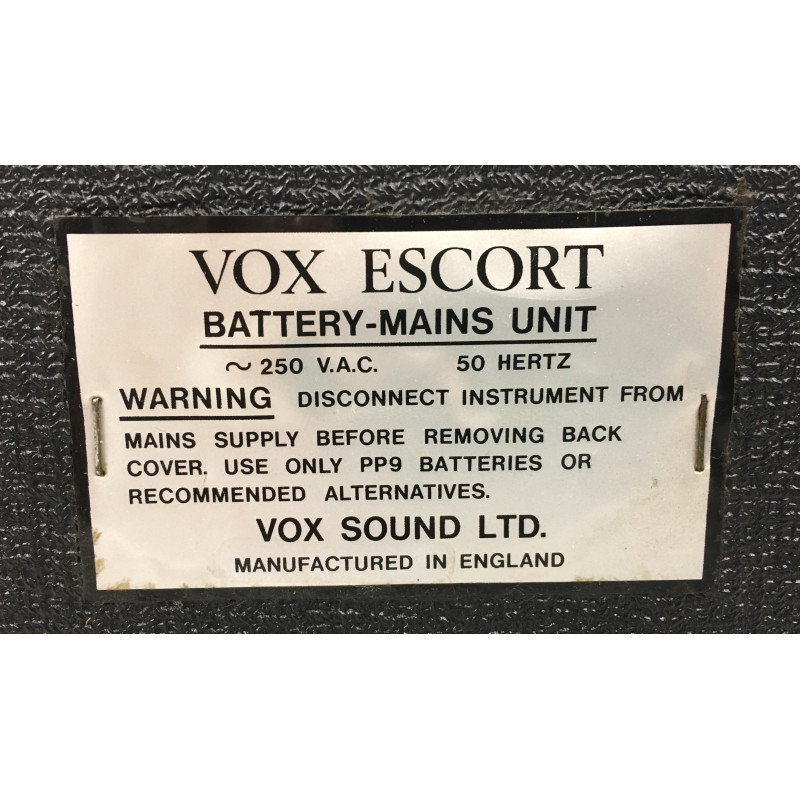 VOX ESCORT
BATTERY-MAINS UNIT
~ 250 V.A.C. 50 HERTZ
WARNING DISCONNECT INSTRUMENT FROM
MAINS SUPPLY BEFORE REMOVING BACK
COVER. USE ONLY PP9 BATTERIES OR
RECOMMENDED ALTERNATIVES.
VOX SOUND LTD.
MANUFACTURED IN ENGLAND